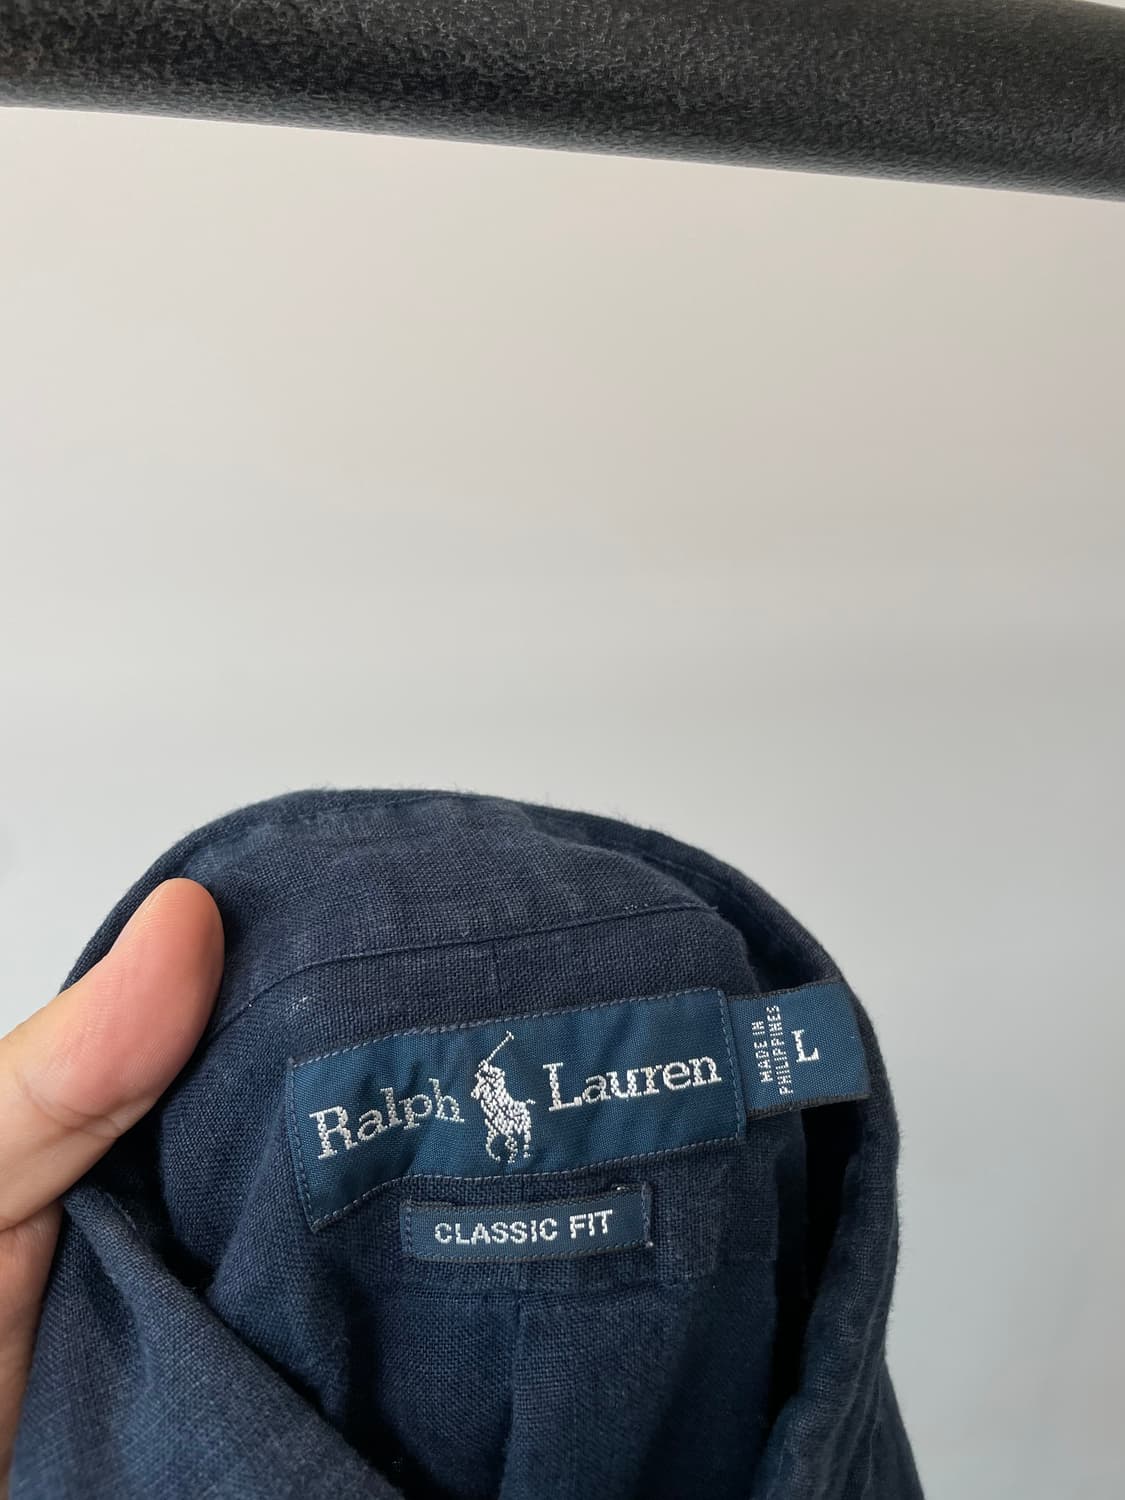 Ralph Lauren
MADE IN
PHILIPPINES
L
CLASSIC FIT